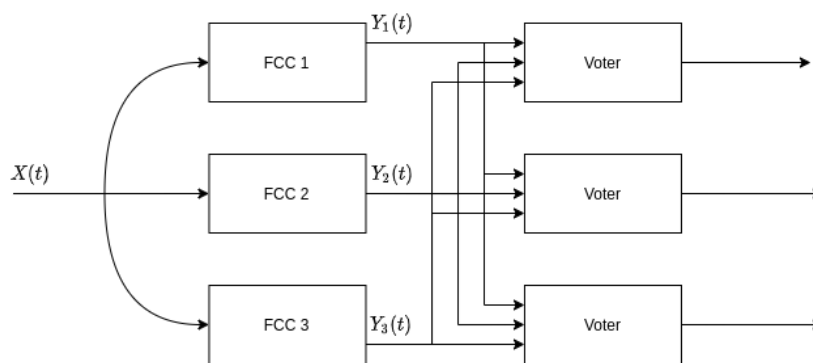 Y₁(t)
FCC 1
Voter
X(t)
Y₂(t)
FCC 2
Voter
Y₃(t)
FCC 3
Voter